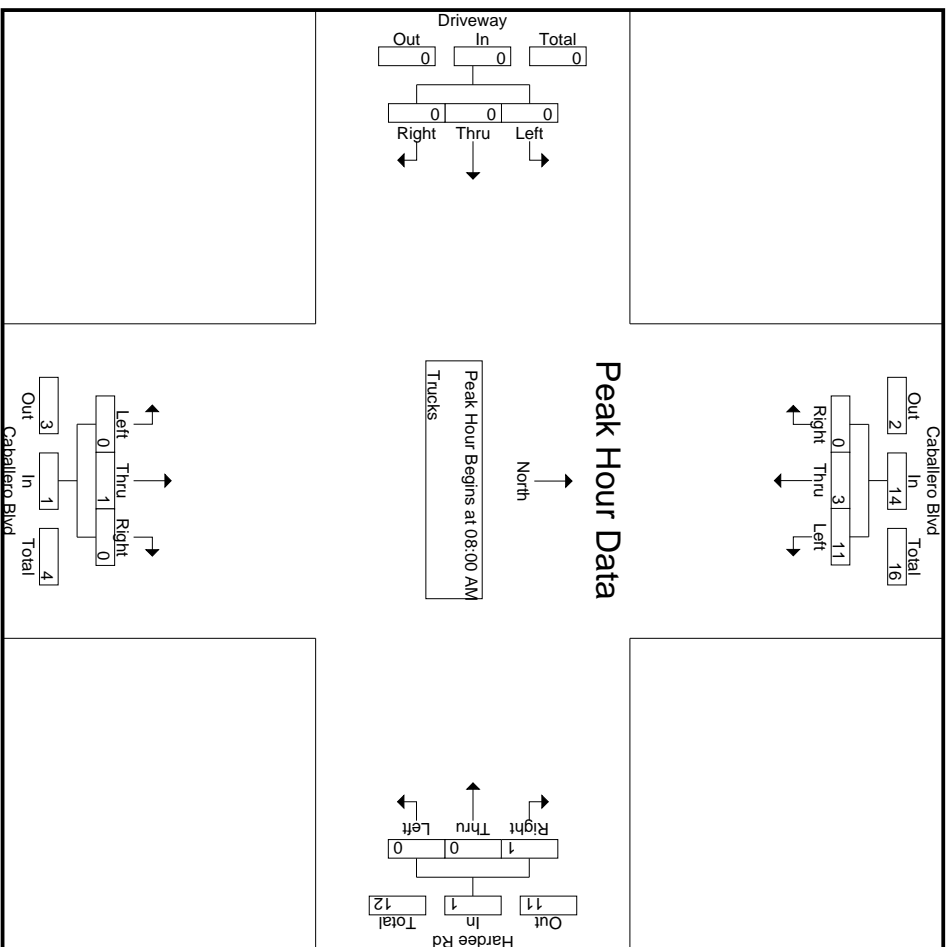 Driveway
Out In Total
0 0 0
0 0 0
Right Thru Left
Peak Hour Data
North
Peak Hour Begins at 08:00 AM
Trucks
Caballero Blvd
Out In Total
2 14 16
0 3 11
Right Thru Left
Left Thru Right
0 1 0
3 1 4
Out In Total
Caballero Blvd
Right Thru Left
1 0 0
11 1 12
Out In Total
Hardee Rd